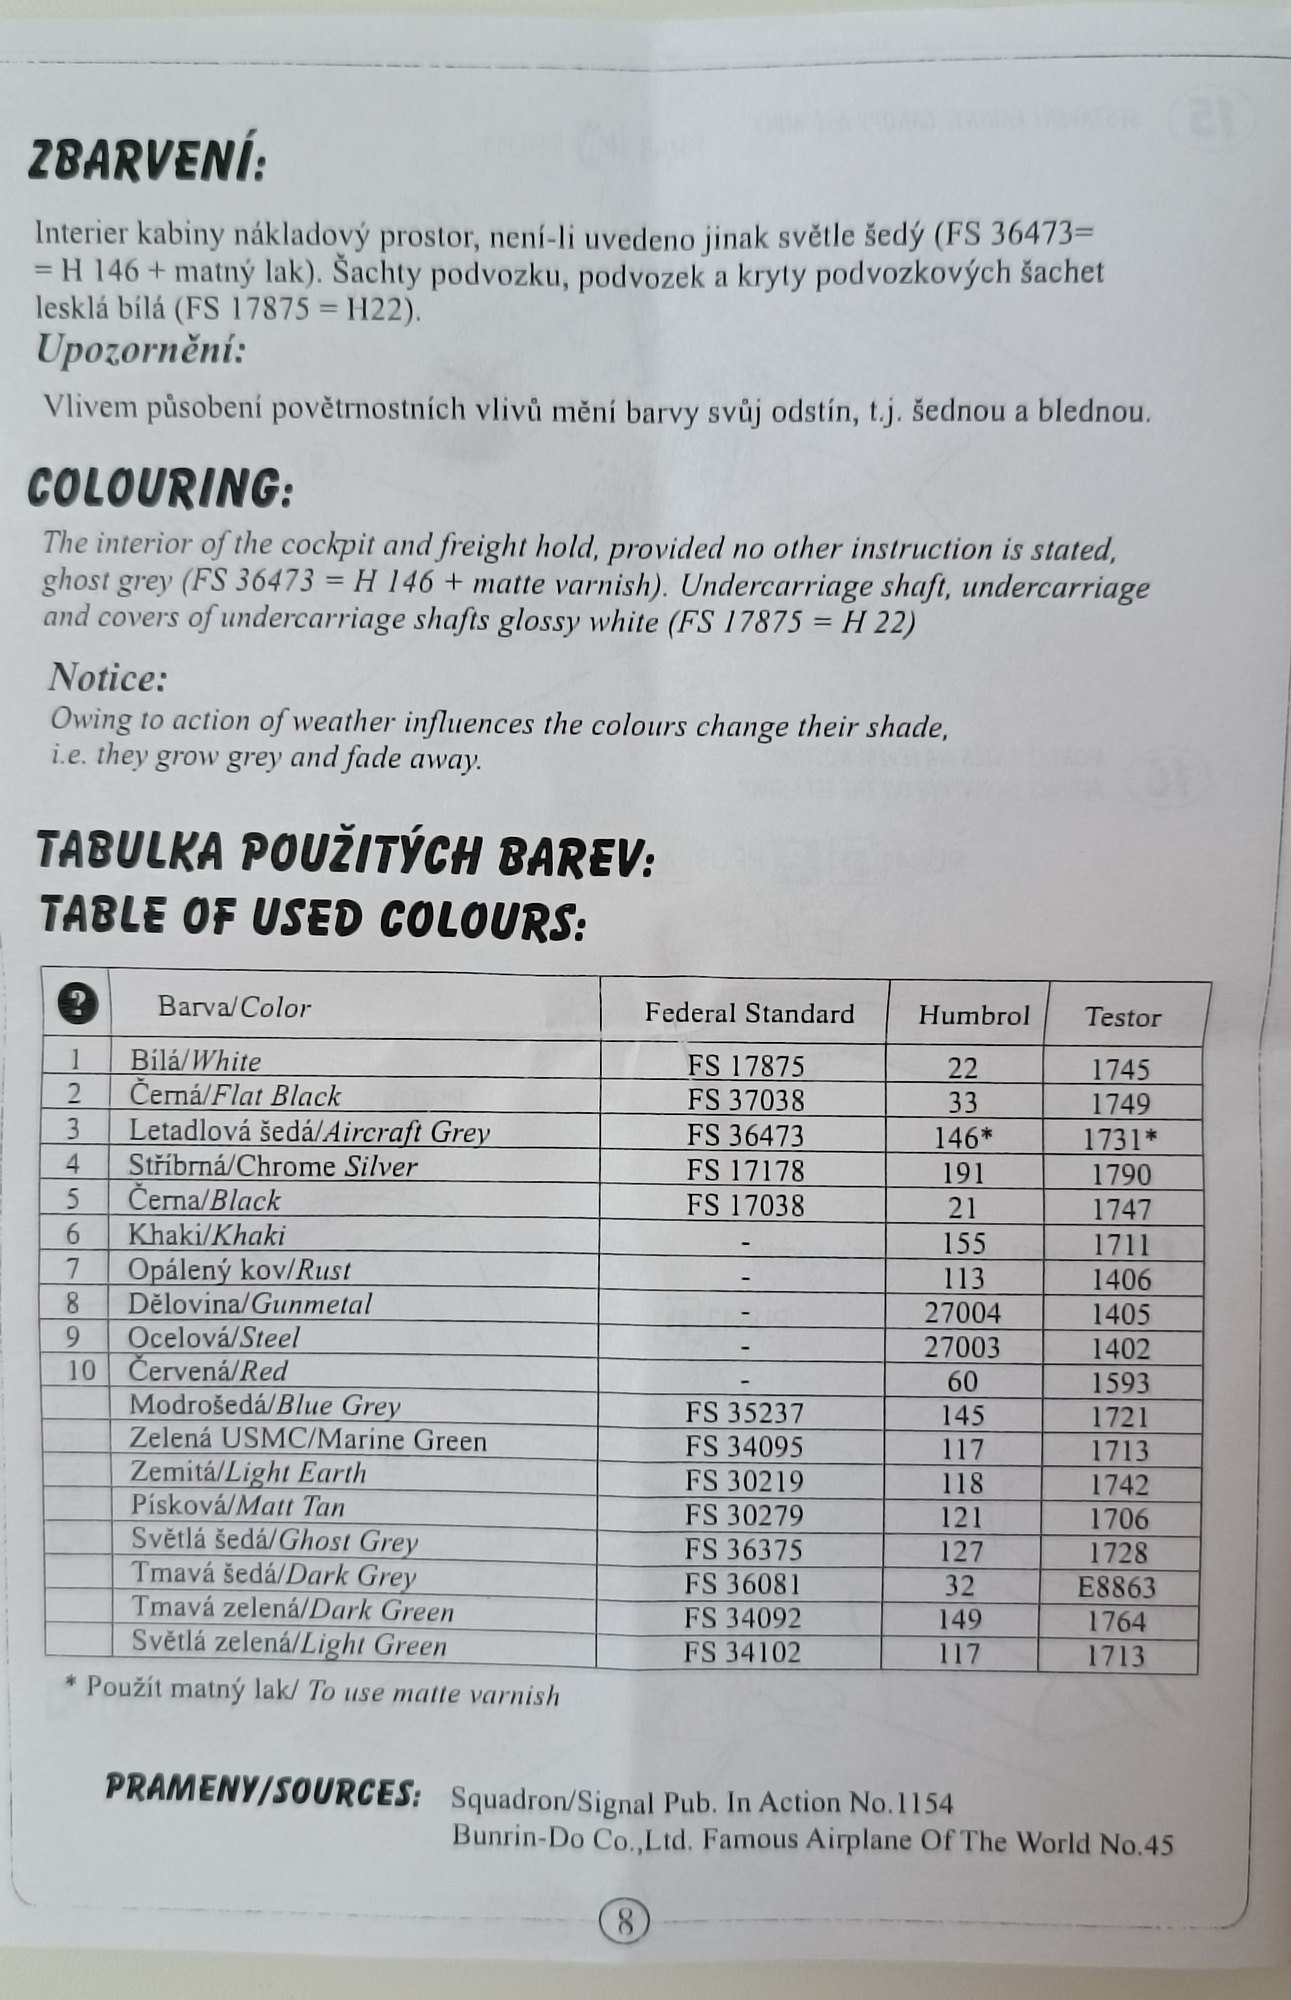 ZBARVENÍ:
Interier kabiny nákladový prostor, není-li uvedeno jinak světle šedý (FS 36473=
= H 146 + matný lak). Šachty podvozku, podvozek a kryty podvozkových šachet
lesklá bílá (FS 17875 = H22).
Upozornění:
Vlivem působení povětrnostních vlivů mění barvy svůj odstín, t.j. šednou a blednou.
COLOURING:
The interior of the cockpit and freight hold, provided no other instruction is stated,
ghost grey (FS 36473 = H 146 + matte varnish). Undercarriage shaft, undercarriage
and covers of undercarriage shafts glossy white (FS 17875 = H 22)
Notice:
Owing to action of weather influences the colours change their shade,
i.e. they grow grey and fade away.
TABULKA POUŽITÝCH BAREV:
TABLE OF USED COLOURS:
? Barva/Color Federal Standard Humbrol Testor
1 Bílá/White FS 17875 22 1745
2 Černá/Flat Black FS 37038 33 1749
3 Letadlová šedá/Aircraft Grey FS 36473 146* 1731*
4 Stříbrná/Chrome Silver FS 17178 191 1790
5 Černa/Black FS 17038 21 1747
6 Khaki/Khaki - 155 1711
7 Opálený kov/Rust - 113 1406
8 Dělovina/Gunmetal - 27004 1405
9 Ocelová/Steel - 27003 1402
10 Červená/Red - 60 1593
Modrošedá/Blue Grey FS 35237 145 1721
Zelená USMC/Marine Green FS 34095 117 1713
Zemitá/Light Earth FS 30219 118 1742
Písková/Matt Tan FS 30279 121 1706
Světlá šedá/Ghost Grey FS 36375 127 1728
Tmavá šedá/Dark Grey FS 36081 32 E8863
Tmavá zelená/Dark Green FS 34092 149 1764
Světlá zelená/Light Green FS 34102 117 1713
* Použít matný lak/ To use matte varnish
PRAMENY/SOURCES: Squadron/Signal Pub. In Action No.1154
Bunrin-Do Co.,Ltd. Famous Airplane Of The World No.45
8